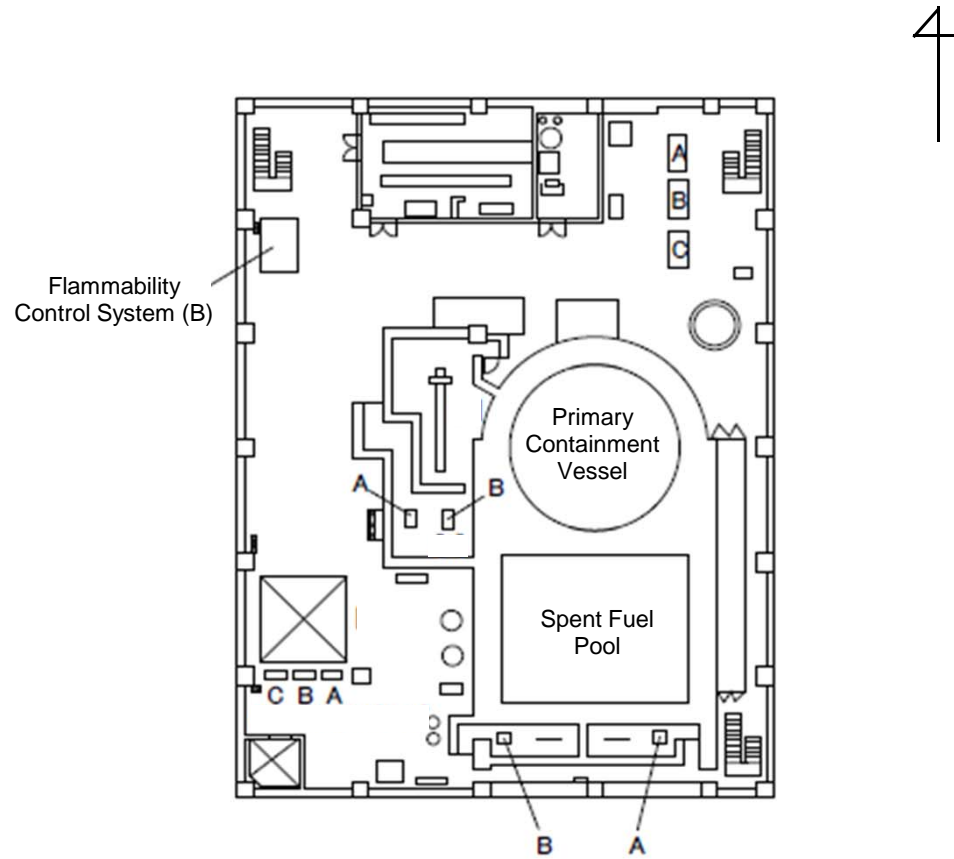 A
B
C
Flammability
Control System (B)
Primary
Containment
Vessel
A
B
Spent Fuel
Pool
C B A
B
A